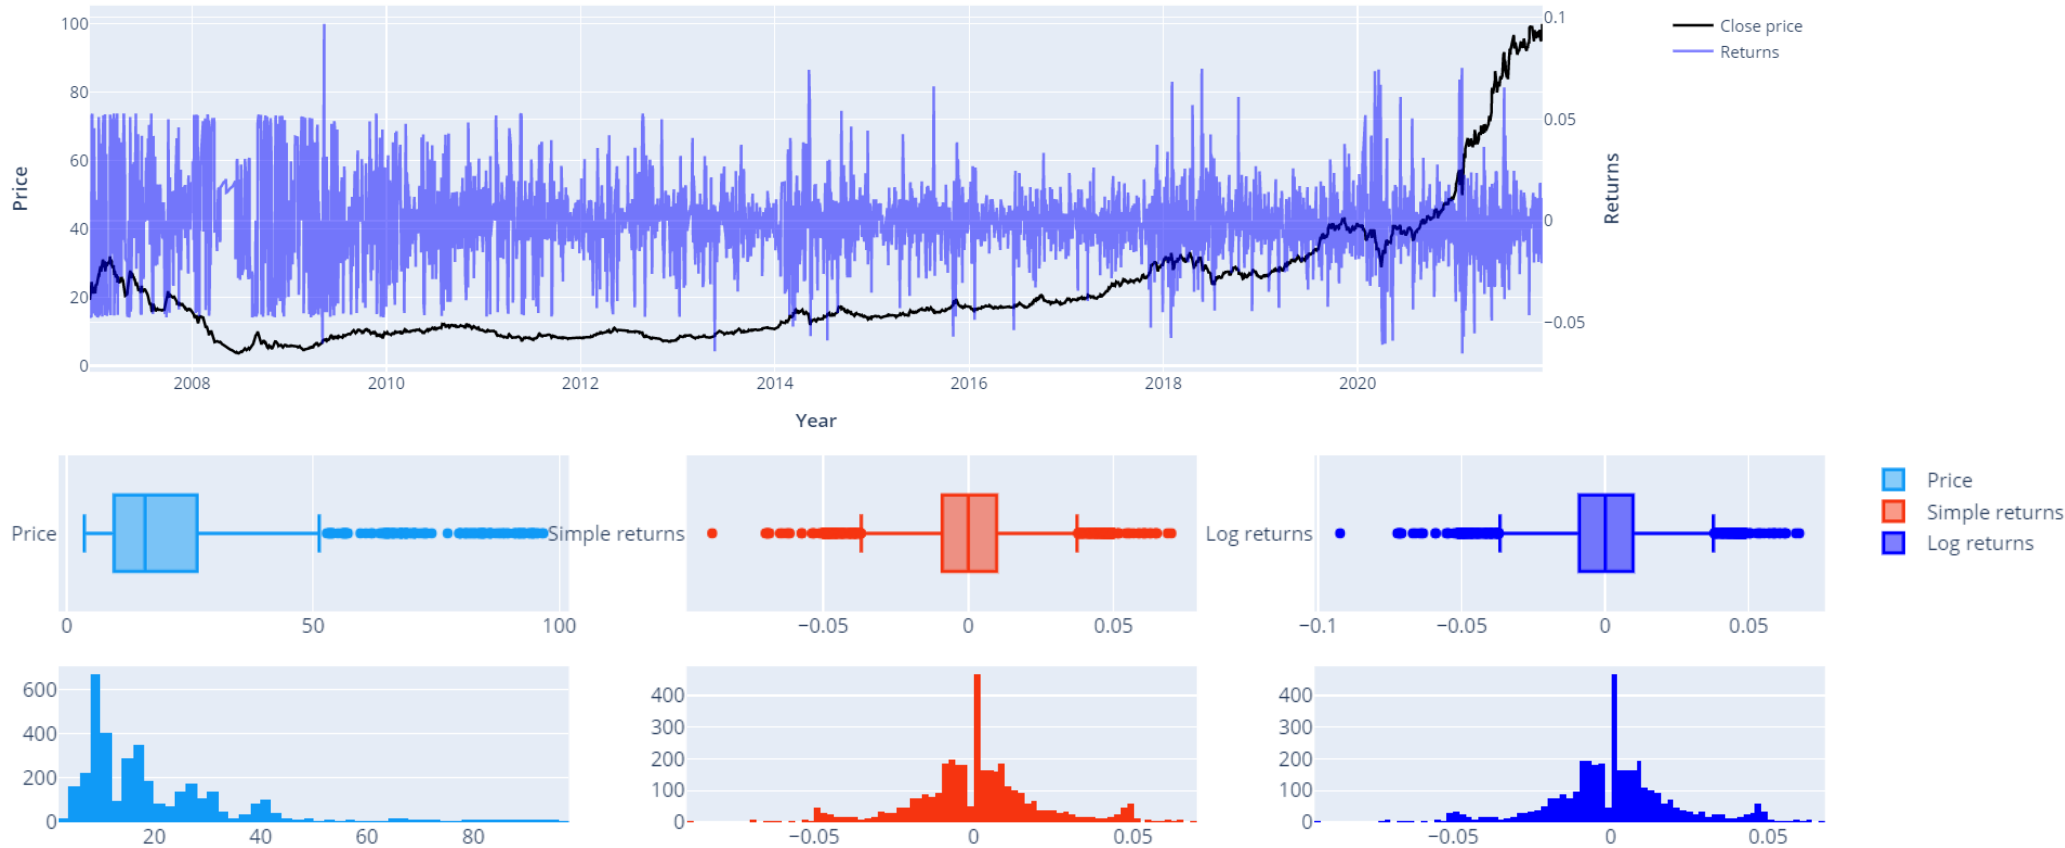 100
80
60
40
20
0
Price
0.1
0.05
0
−0.05
Returns
Close price
Returns
2008 2010 2012 2014 2016 2018 2020
Year
Price
0 50 100
Simple returns
−0.05 0 0.05
Log returns
−0.1 −0.05 0 0.05
Price
Simple returns
Log returns
600
400
200
0
20 40 60 80
400
300
200
100
0
−0.05 0 0.05
400
300
200
100
0
−0.05 0 0.05